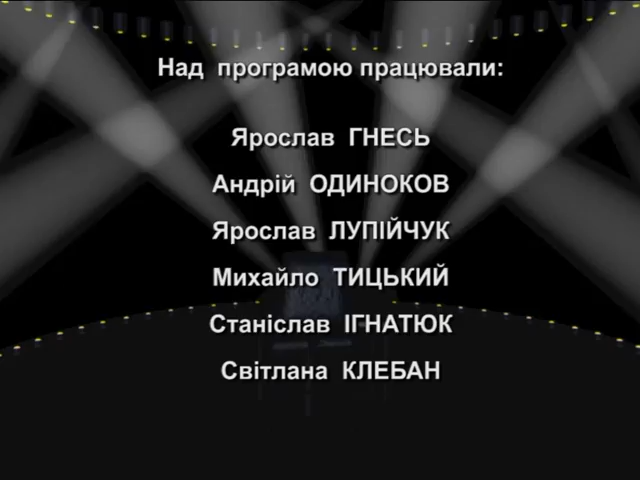 Над програмою працювали:
Ярослав ГНЕСЬ
Андрій ОДИНОКОВ
Ярослав ЛУПІЙЧУК
Михайло ТИЦЬКИЙ
Станіслав ІГНАТЮК
Світлана КЛЕБАН